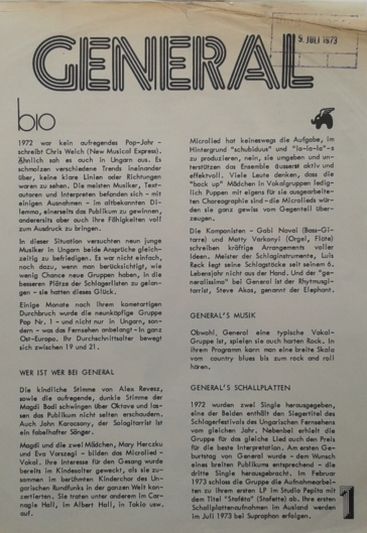 9. JULI 1973
GENERAL
bio
1972 war kein aufregendes Pop-Jahr -
schreibt Chris Welch (New Musical Express).
Ähnlich sah es auch in Ungarn aus. Es
schmolzen verschiedene Trends ineinander
über, keine klare Linien oder Richtungen
waren zu sehen. Die meisten Musiker, Text-
autoren und Interpreten befanden sich - mit
einigen Ausnahmen - im altbekannten Di-
lemma, einerseits das Publikum zu gewinnen,
andererseits aber auch ihre Fähigkeiten voll
zum Ausdruck zu bringen.
In dieser Situation versuchten neun junge
Musiker in Ungarn beide Ansprüche gleich-
zeitig zu befriedigen. Es war nicht einfach,
noch dazu, wenn man berücksichtigt, wie
wenig Chance neue Gruppen haben, in die
besseren Plätze der Schlagerlisten zu gelan-
gen - sie hatten dieses Glück.
Einige Monate nach ihrem kometartigen
Durchbruch wurde die neunköpfige Gruppe
Pop Nr. 1 - und nicht nur in Ungarn, son-
dern - was das Fernsehen anbelangt - in ganz
Ost-Europa. Ihr Durchschnittalter bewegt
sich zwischen 19 und 21.
WER IST WER BEI GENERAL
Die kindliche Stimme von Alex Revesz,
sowie die aufregende, dunkle Stimme der
Magdi Bodi schwingen über Oktave und las-
sen das Publikum nicht selten erschaudern.
Auch John Karacsony, der Sologitarrist ist
ein fabelhafter Sänger.
Magdi und die zwei Mädchen, Mary Herczku
und Eva Várszegi - bilden das Microlied -
Vokal. Ihre Interesse für den Gesang wurde
bereits im Kindesalter geweckt, als sie zu-
sammen im berühmten Kinderchor des Un-
garischen Rundfunks in der ganzen Welt kon-
zertierten. Sie traten unter anderem im Car-
negie Hall, im Albert Hall, in Tokio usw.
auf.
Microlied hat keineswegs die Aufgabe, im
Hintergrund "schubiduus" und "la-la-la"-s
zu produzieren, nein, sie umgeben und un-
terstützen das Ensemble äusserst aktiv und
effektvoll. Viele Leute denken, dass die
"back up" Mädchen in Vokalgruppen ledig-
lich Puppen mit eigens für sie ausgearbeite-
ten Choreographie sind - die Microlieds wür-
den sie ganz gewiss vom Gegenteil über-
zeugen.
Die Komponisten - Gabi Novai (Bass-Gi-
tarre) und Matty Varkonyi (Orgel, Flöte)
schreiben kräftige Arrangements voller
Ideen. Meister der Schlaginstrumente, Luis
Reck legt seine Schlagstöcke seit seinem 6.
Lebensjahr nicht aus der Hand. Und der "ge-
neralissimo" bei General ist der Rhytmusgi-
tarrist, Steve Akos, genannt der Elephant.
GENERAL'S MUSIK
Obwohl, General eine typische Vokal-
Gruppe ist, spielen sie auch harten Rock. In
ihrem Programm kann man eine breite Skala
vom country blues bis zum rock and roll
hören.
GENERAL'S SCHALLPLATTEN
1972 wurden zwei Single herausgegeben,
eine der Beiden enthält den Siegertitel des
Schlagerfestivals des Ungarischen Fernsehens
vom gleichen Jahr. Nebenbei erhielt die
Gruppe für das gleiche Lied auch den Preis
für die beste Interpretation. Am ersten Ge-
burtstag von General wurde - dem Wunsch
eines breiten Publikums entsprechend - die
dritte Single herausgebracht. Im Februar
1973 schloss die Gruppe die Aufnahmearbei-
ten zu ihrem ersten LP im Studio Pepita mit
dem Titel "Staféta" (Stafette) ab. Ihre ersten
Schallplattenaufnahmen im Ausland werden
im Juli 1973 bei Supraphon erfolgen.
1